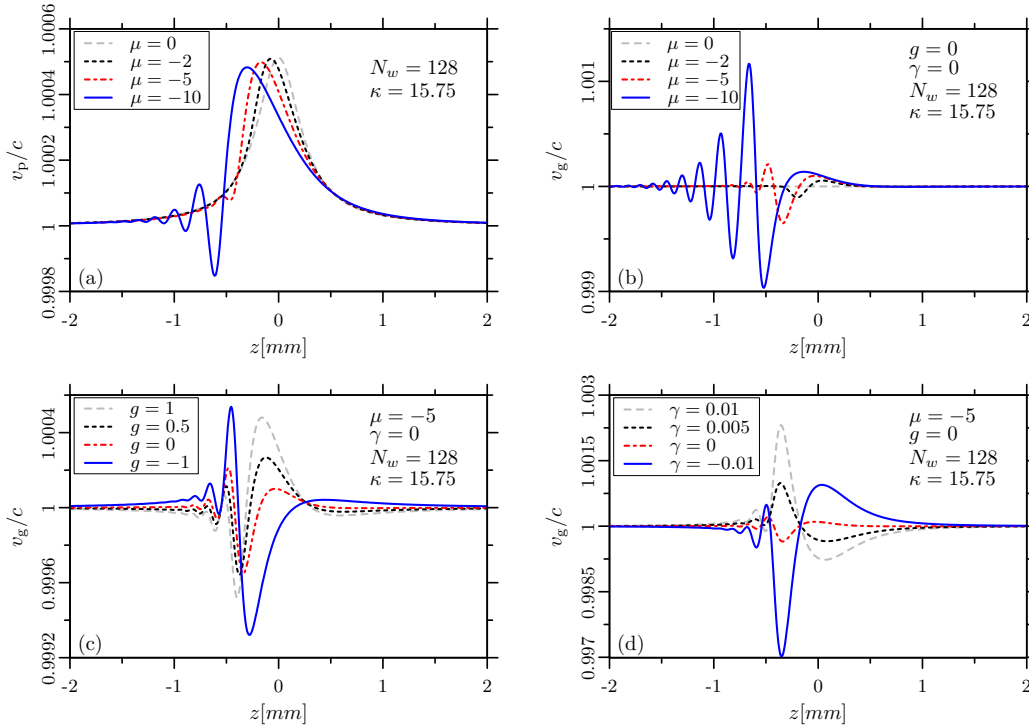 1.0006
1.0004
1.0002
1
0.9998
v_p/c
μ = 0
μ = −2
μ = −5
μ = −10
N_w = 128
κ = 15.75
(a)
-2
-1
0
1
2
z[mm]
1.001
1
0.999
v_g/c
μ = 0
μ = −2
μ = −5
μ = −10
g = 0
γ = 0
N_w = 128
κ = 15.75
(b)
-2
-1
0
1
2
z[mm]
1.0004
1
0.9996
0.9992
v_g/c
g = 1
g = 0.5
g = 0
g = −1
μ = −5
γ = 0
N_w = 128
κ = 15.75
(c)
-2
-1
0
1
2
z[mm]
1.003
1.0015
1
0.9985
0.997
v_g/c
γ = 0.01
γ = 0.005
γ = 0
γ = −0.01
μ = −5
g = 0
N_w = 128
κ = 15.75
(d)
-2
-1
0
1
2
z[mm]